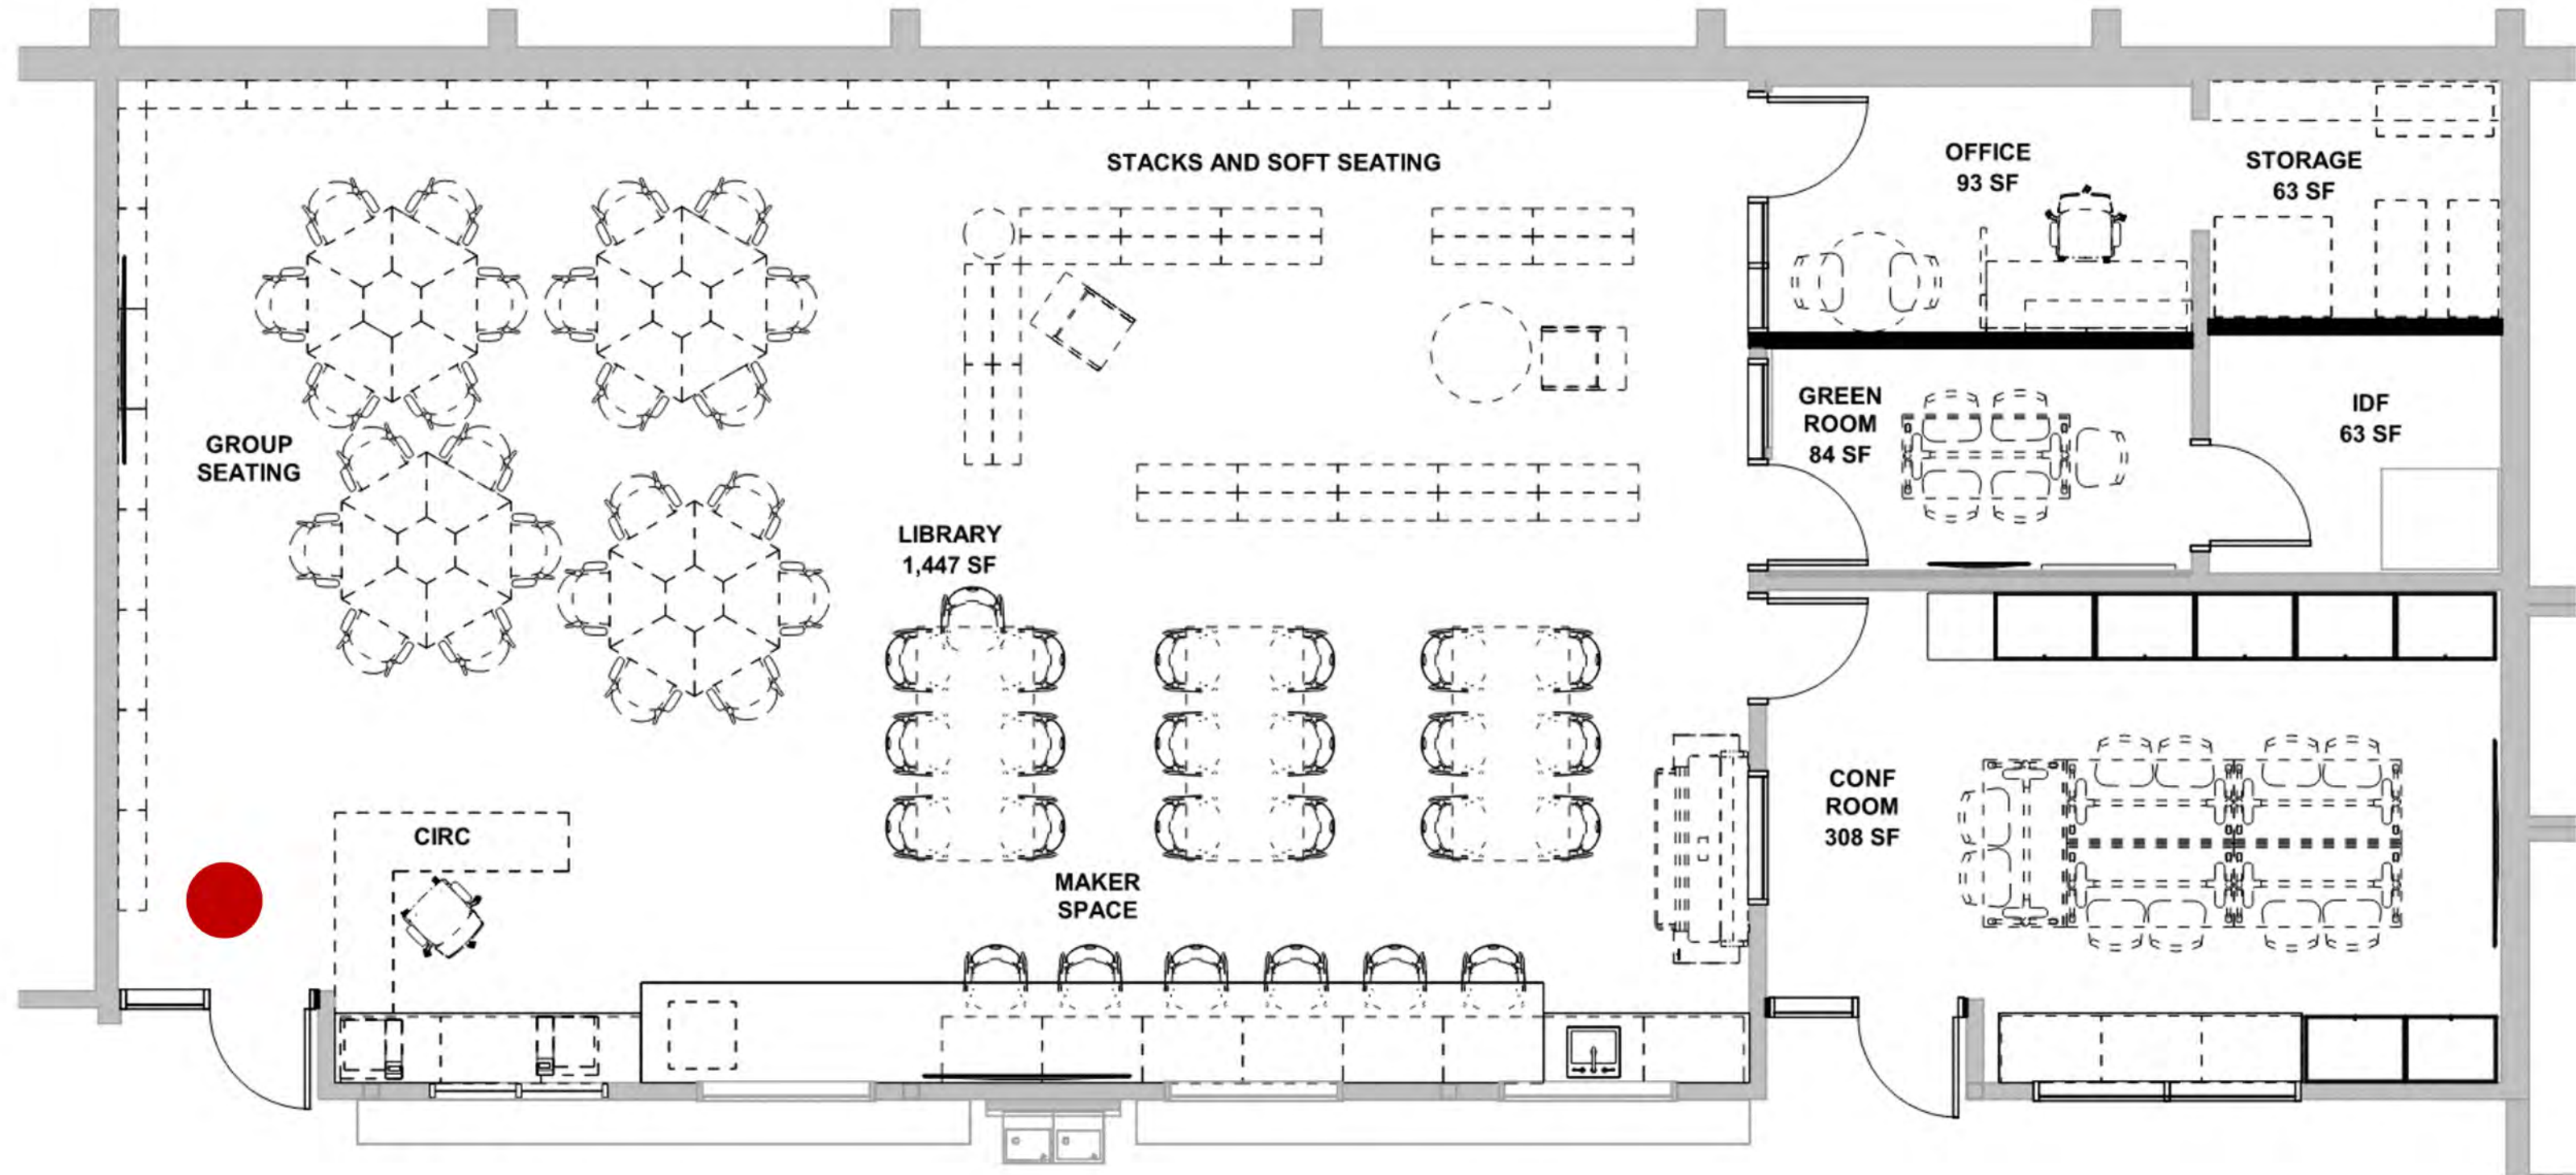 STACKS AND SOFT SEATING
OFFICE
93 SF
STORAGE
63 SF
GROUP
SEATING
GREEN
ROOM
84 SF
IDF
63 SF
LIBRARY
1,447 SF
CIRC
MAKER
SPACE
CONF
ROOM
308 SF